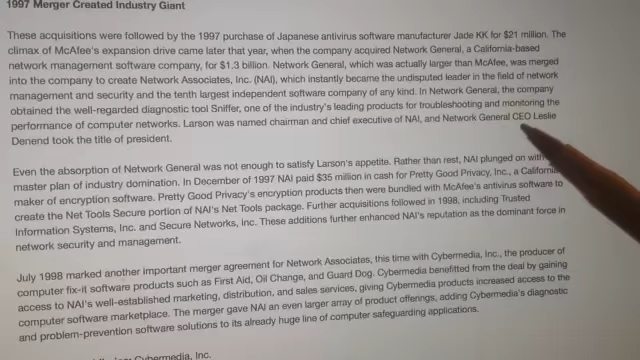 1997 Merger Created Industry Giant
These acquisitions were followed by the 1997 purchase of Japanese antivirus software manufacturer Jade KK for $21 million. The
climax of McAfee's expansion drive came later that year, when the company acquired Network General, a California-based
network management software company, for $1.3 billion. Network General, which was actually larger than McAfee, was merged
into the company to create Network Associates, Inc. (NAI), which instantly became the undisputed leader in the field of network
management and security and the tenth largest independent software company of any kind. In Network General, the company
obtained the well-regarded diagnostic tool Sniffer, one of the industry's leading products for troubleshooting and monitoring the
performance of computer networks. Larson was named chairman and chief executive of NAI, and Network General CEO Leslie
Denend took the title of president.
Even the absorption of Network General was not enough to satisfy Larson's appetite. Rather than rest, NAI plunged on with
master plan of industry domination. In December of 1997 NAI paid $35 million in cash for Pretty Good Privacy, Inc., a California
maker of encryption software. Pretty Good Privacy's encryption products then were bundled with McAfee's antivirus software to
create the Net Tools Secure portion of NAI's Net Tools package. Further acquisitions followed in 1998, including Trusted
Information Systems, Inc. and Secure Networks, Inc. These additions further enhanced NAI's reputation as the dominant force in
network security and management.
July 1998 marked another important merger agreement for Network Associates, this time with Cybermedia, Inc., the producer of
computer fix-it software products such as First Aid, Oil Change, and Guard Dog. Cybermedia benefitted from the deal by gaining
access to NAI's well-established marketing, distribution, and sales services, giving Cybermedia products increased access to the
computer software marketplace. The merger gave NAI an even larger array of product offerings, adding Cybermedia's diagnostic
and problem-prevention software solutions to its already huge line of computer safeguarding applications.
Cybermedia, Inc.